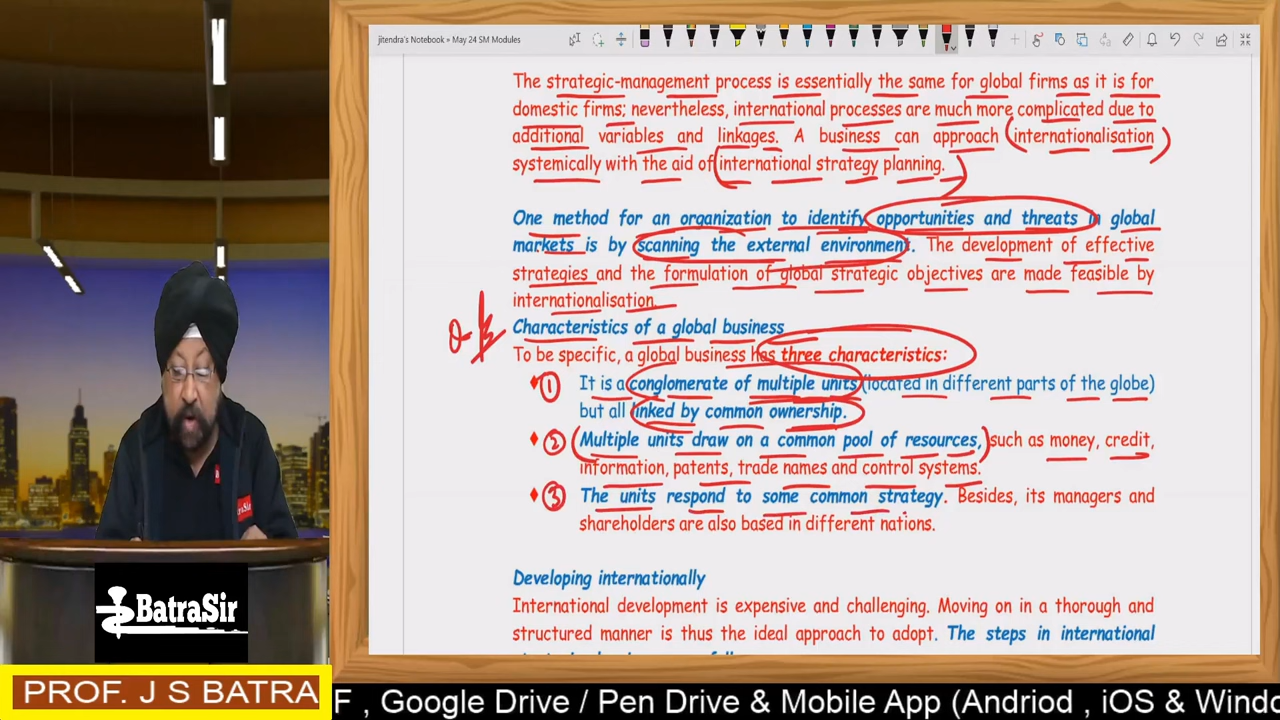 jitendra's Notebook » May 24 SM Modules
The strategic-management process is essentially the same for global firms as it is for
domestic firms; nevertheless, international processes are much more complicated due to
additional variables and linkages. A business can approach internationalisation
systemically with the aid of international strategy planning.
One method for an organization to identify opportunities and threats in global
markets is by scanning the external environment. The development of effective
strategies and the formulation of global strategic objectives are made feasible by
internationalisation.
Characteristics of a global business
To be specific, a global business has three characteristics:
1 It is a conglomerate of multiple units (located in different parts of the globe)
but all linked by common ownership.
2 Multiple units draw on a common pool of resources, such as money, credit,
information, patents, trade names and control systems.
3 The units respond to some common strategy. Besides, its managers and
shareholders are also based in different nations.
Developing internationally
International development is expensive and challenging. Moving on in a thorough and
structured manner is thus the ideal approach to adopt. The steps in international
BatraSir
PROF. J S BATRA
F , Google Drive / Pen Drive & Mobile App (Andriod , iOS & Windo